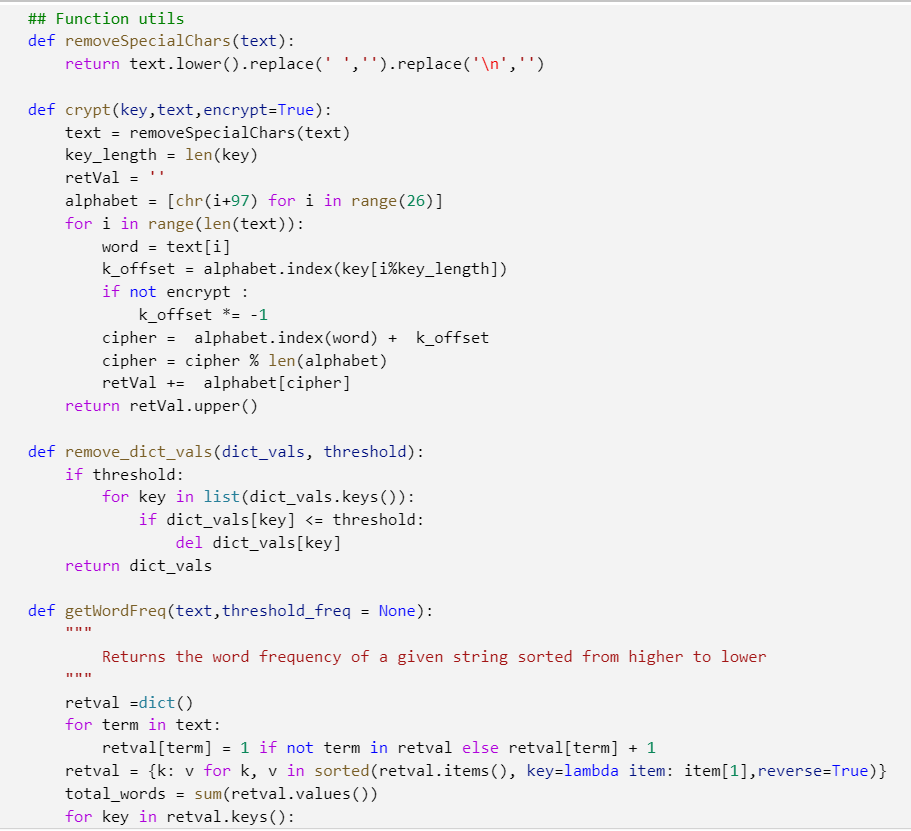 ## Function utils
def removeSpecialChars(text):
    return text.lower().replace(' ','').replace('\n','')

def crypt(key,text,encrypt=True):
    text = removeSpecialChars(text)
    key_length = len(key)
    retVal = ''
    alphabet = [chr(i+97) for i in range(26)]
    for i in range(len(text)):
        word = text[i]
        k_offset = alphabet.index(key[i%key_length])
        if not encrypt :
            k_offset *= -1
        cipher =  alphabet.index(word) +  k_offset
        cipher = cipher % len(alphabet)
        retVal +=  alphabet[cipher]
    return retVal.upper()

def remove_dict_vals(dict_vals, threshold):
    if threshold:
        for key in list(dict_vals.keys()):
            if dict_vals[key] <= threshold:
                del dict_vals[key]
    return dict_vals

def getWordFreq(text,threshold_freq = None):
    """
        Returns the word frequency of a given string sorted from higher to lower
    """
    retval =dict()
    for term in text:
        retval[term] = 1 if not term in retval else retval[term] + 1
    retval = {k: v for k, v in sorted(retval.items(), key=lambda item: item[1],reverse=True)}
    total_words = sum(retval.values())
    for key in retval.keys():